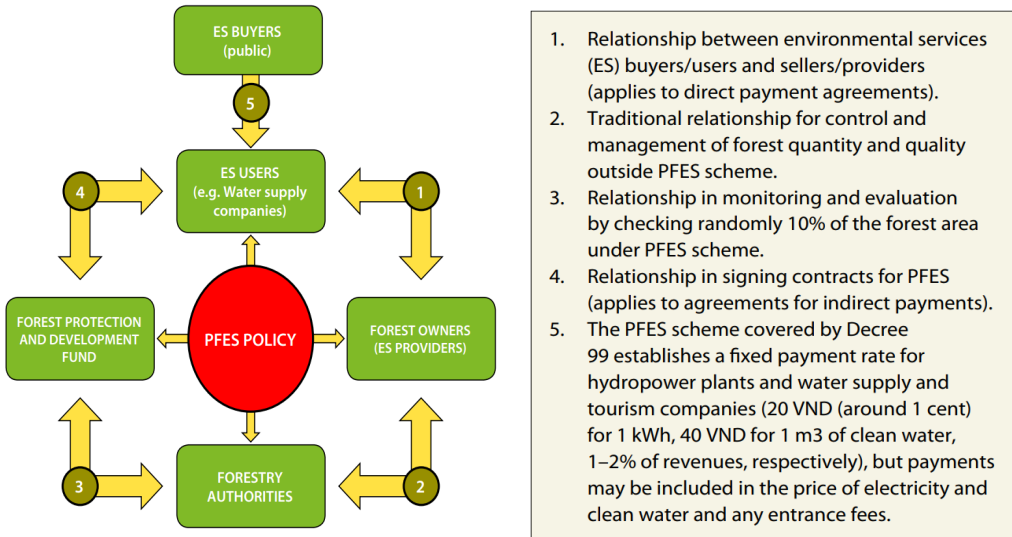 ES BUYERS
(public)
5
ES USERS
(e.g. Water supply
companies)
4
1
FOREST PROTECTION
AND DEVELOPMENT
FUND
PFES POLICY
FOREST OWNERS
(ES PROVIDERS)
3
FORESTRY
AUTHORITIES
2
1. Relationship between environmental services
(ES) buyers/users and sellers/providers
(applies to direct payment agreements).
2. Traditional relationship for control and
management of forest quantity and quality
outside PFES scheme.
3. Relationship in monitoring and evaluation
by checking randomly 10% of the forest area
under PFES scheme.
4. Relationship in signing contracts for PFES
(applies to agreements for indirect payments).
5. The PFES scheme covered by Decree
99 establishes a fixed payment rate for
hydropower plants and water supply and
tourism companies (20 VND (around 1 cent)
for 1 kWh, 40 VND for 1 m3 of clean water,
1–2% of revenues, respectively), but payments
may be included in the price of electricity and
clean water and any entrance fees.